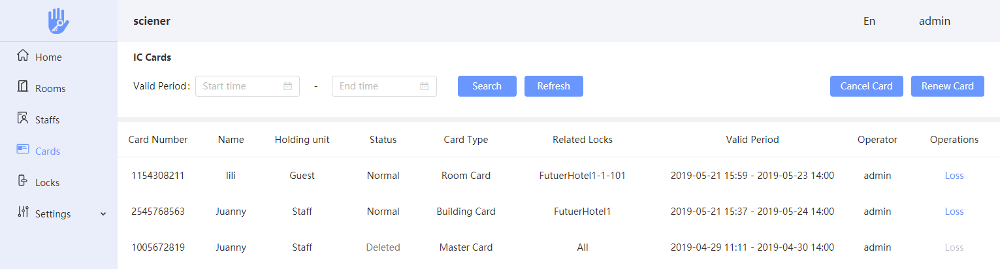 sciener En admin
Home
Rooms
Staffs
Cards
Locks
Settings
IC Cards
Valid Period: Start time - End time Search Refresh Cancel Card Renew Card
Card Number Name Holding unit Status Card Type Related Locks Valid Period Operator Operations
1154308211 lili Guest Normal Room Card FutuerHotel1-1-101 2019-05-21 15:59 - 2019-05-23 14:00 admin Loss
2545768563 Juanny Staff Normal Building Card FutuerHotel1 2019-05-21 15:37 - 2019-05-24 14:00 admin Loss
1005672819 Juanny Staff Deleted Master Card All 2019-04-29 11:11 - 2019-04-30 14:00 admin Loss